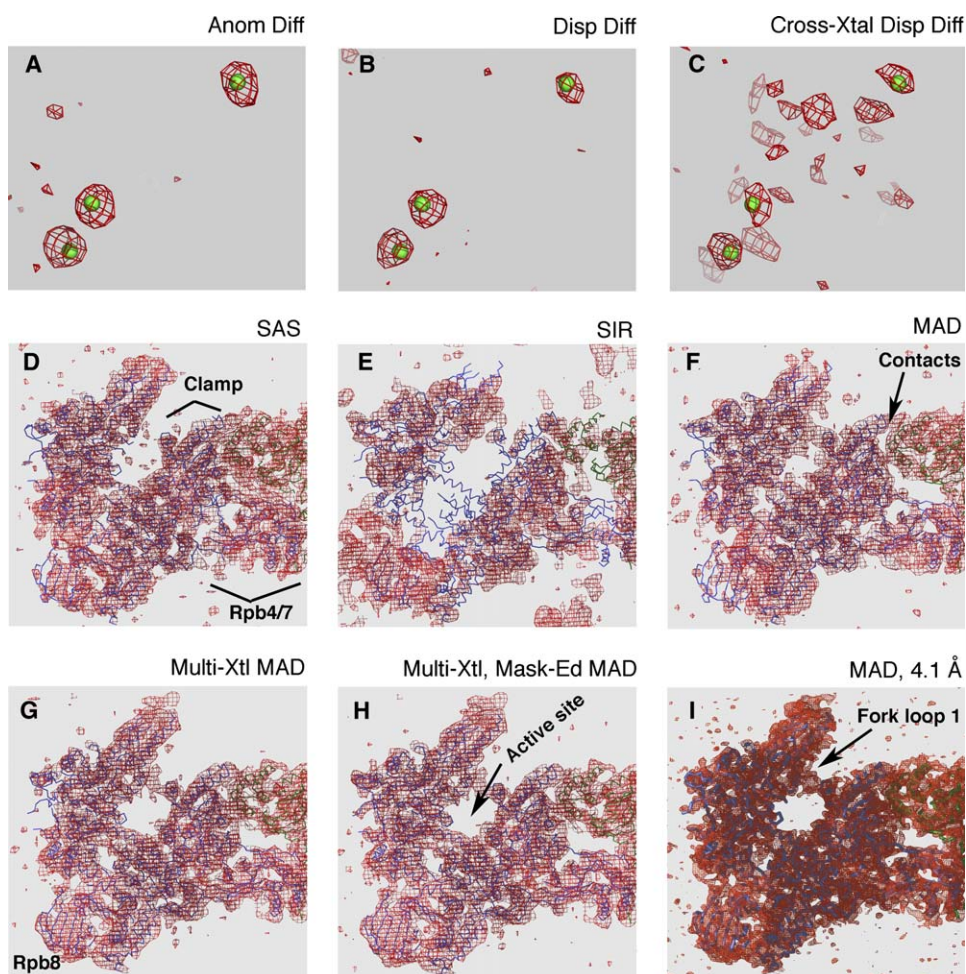 Anom Diff
Disp Diff
Cross-Xtal Disp Diff
A
B
C
SAS
SIR
MAD
D
Clamp
Rpb4/7
E
F
Contacts
Multi-Xtl MAD
Multi-Xtl, Mask-Ed MAD
MAD, 4.1 Å
G
Rpb8
H
Active site
I
Fork loop 1